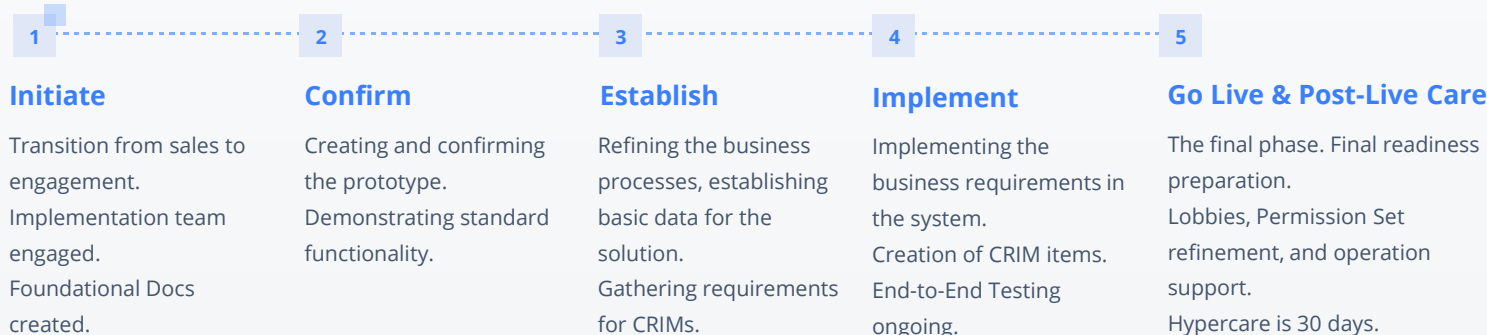 1
2
3
4
5
Initiate
Transition from sales to
engagement.
Implementation team
engaged.
Foundational Docs
created.
Confirm
Creating and confirming
the prototype.
Demonstrating standard
functionality.
Establish
Refining the business
processes, establishing
basic data for the
solution.
Gathering requirements
for CRIMs.
Implement
Implementing the
business requirements in
the system.
Creation of CRIM items.
End-to-End Testing
ongoing.
Go Live & Post-Live Care
The final phase. Final readiness
preparation.
Lobbies, Permission Set
refinement, and operation
support.
Hypercare is 30 days.